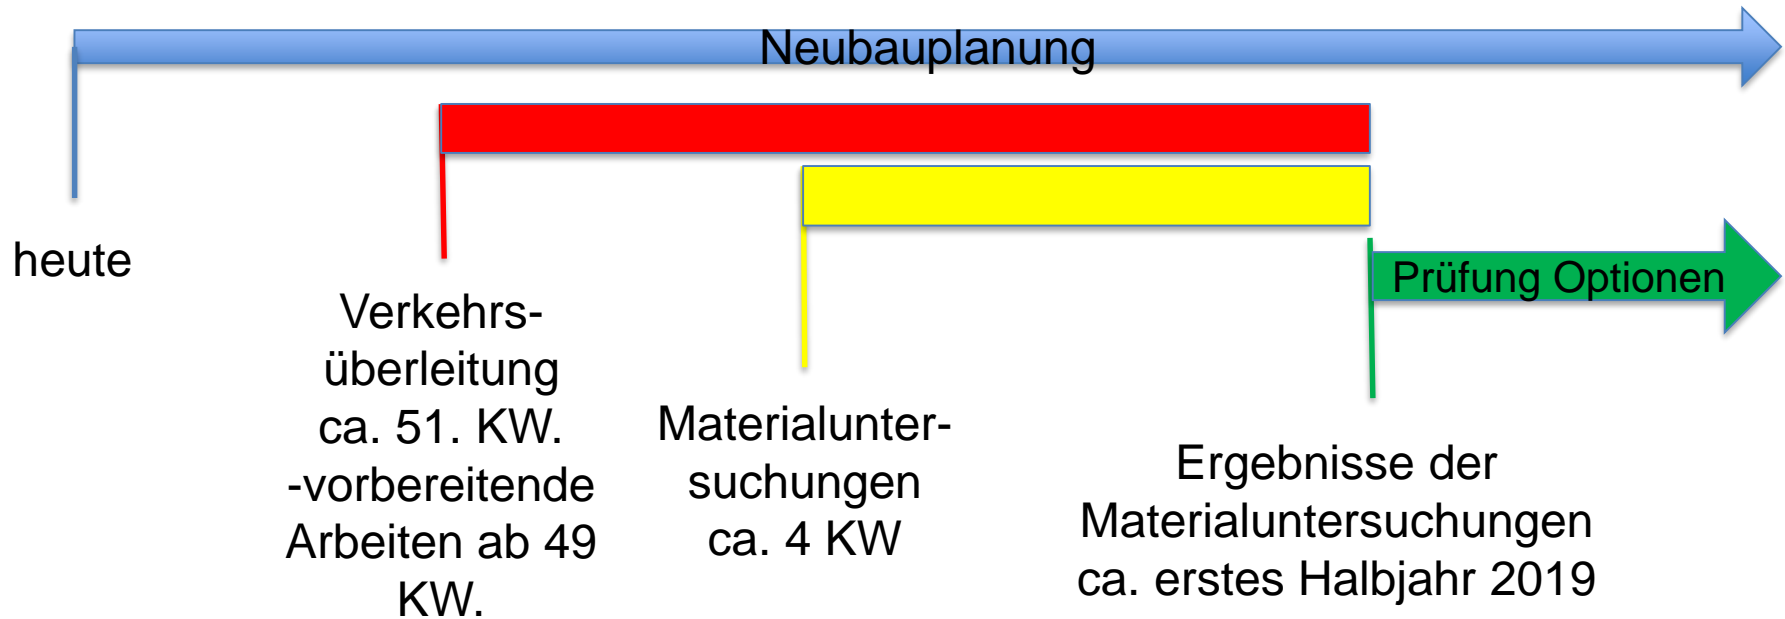 Neubauplanung
heute
Prüfung Optionen
Verkehrs-
überleitung
ca. 51. KW.
-vorbereitende
Arbeiten ab 49
KW.
Materialunter-
suchungen
ca. 4 KW
Ergebnisse der
Materialuntersuchungen
ca. erstes Halbjahr 2019